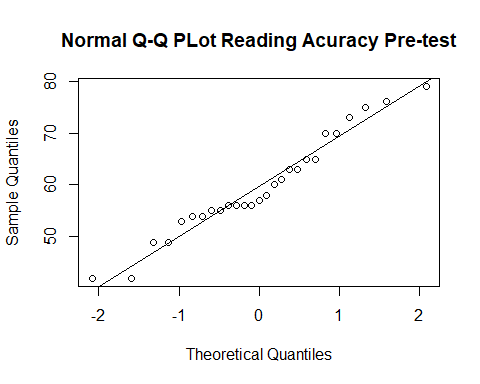 Normal Q-Q PLot Reading Acuracy Pre-test
80
70
60
50
Sample Quantiles
-2 -1 0 1 2
Theoretical Quantiles